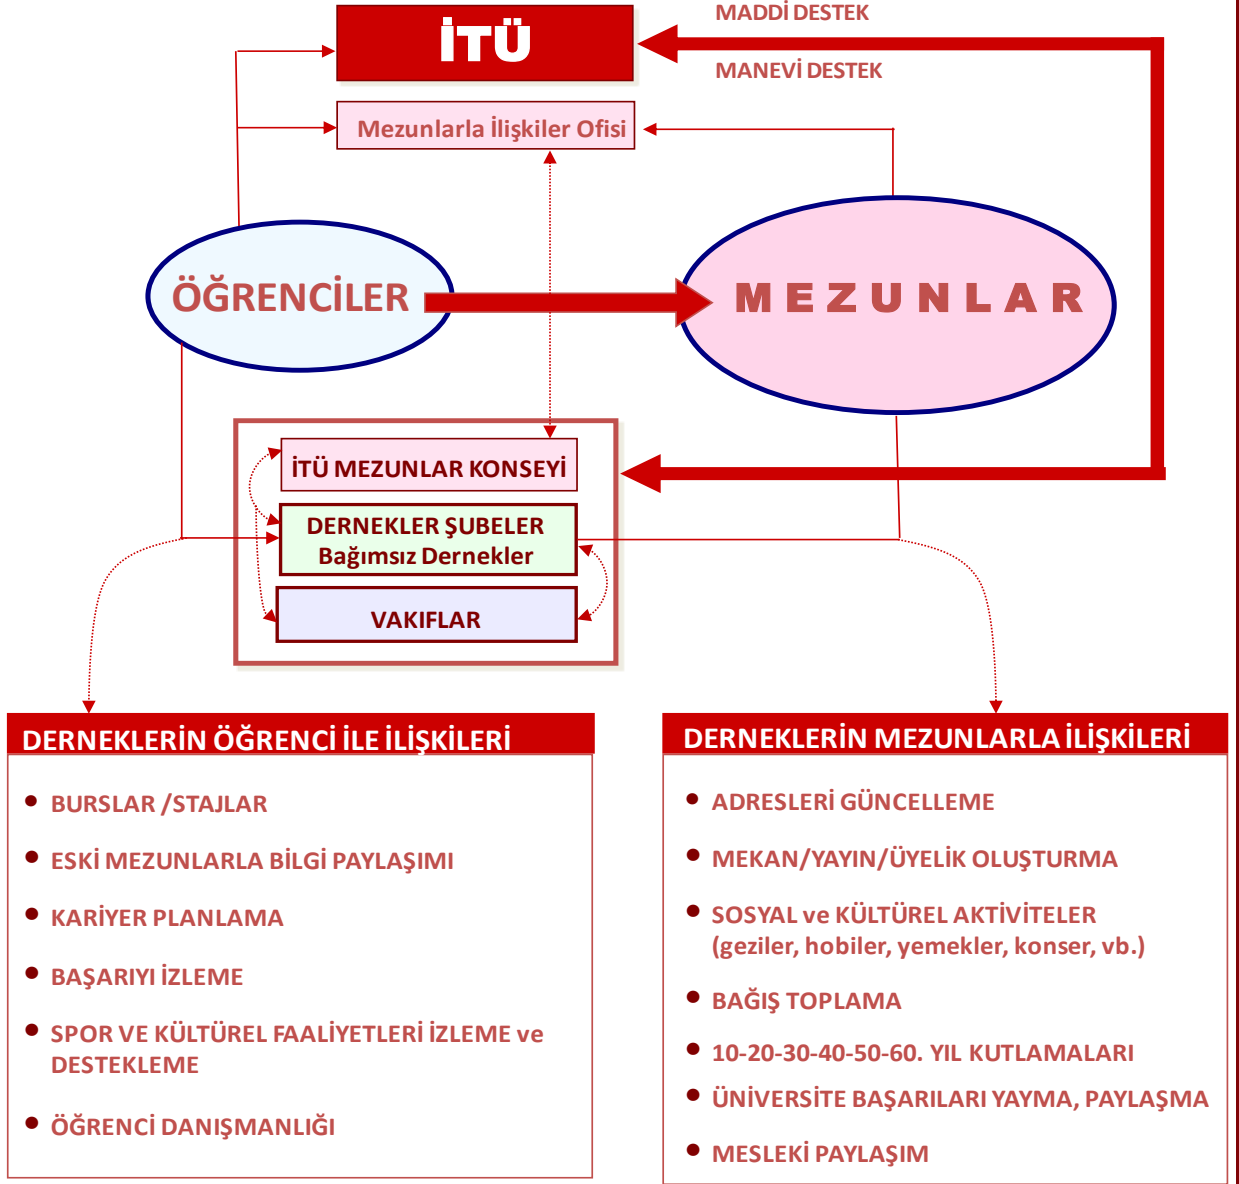 MADDİ DESTEK
İTÜ
MANEVİ DESTEK
Mezunlarla İlişkiler Ofisi
ÖĞRENCİLER
MEZUNLAR
İTÜ MEZUNLAR KONSEYİ
DERNEKLER ŞUBELER
Bağımsız Dernekler
VAKIFLAR
DERNEKLERİN ÖĞRENCİ İLE İLİŞKİLERİ
• BURSLAR /STAJLAR
• ESKİ MEZUNLARLA BİLGİ PAYLAŞIMI
• KARİYER PLANLAMA
• BAŞARIYI İZLEME
• SPOR VE KÜLTÜREL FAALİYETLERİ İZLEME ve
DESTEKLEME
• ÖĞRENCİ DANIŞMANLIĞI
DERNEKLERİN MEZUNLARLA İLİŞKİLERİ
• ADRESLERİ GÜNCELLEME
• MEKAN/YAYIN/ÜYELİK OLUŞTURMA
• SOSYAL ve KÜLTÜREL AKTİVİTELER
(geziler, hobiler, yemekler, konser, vb.)
• BAĞIŞ TOPLAMA
• 10-20-30-40-50-60. YIL KUTLAMALARI
• ÜNİVERSİTE BAŞARILARI YAYMA, PAYLAŞMA
• MESLEKİ PAYLAŞIM